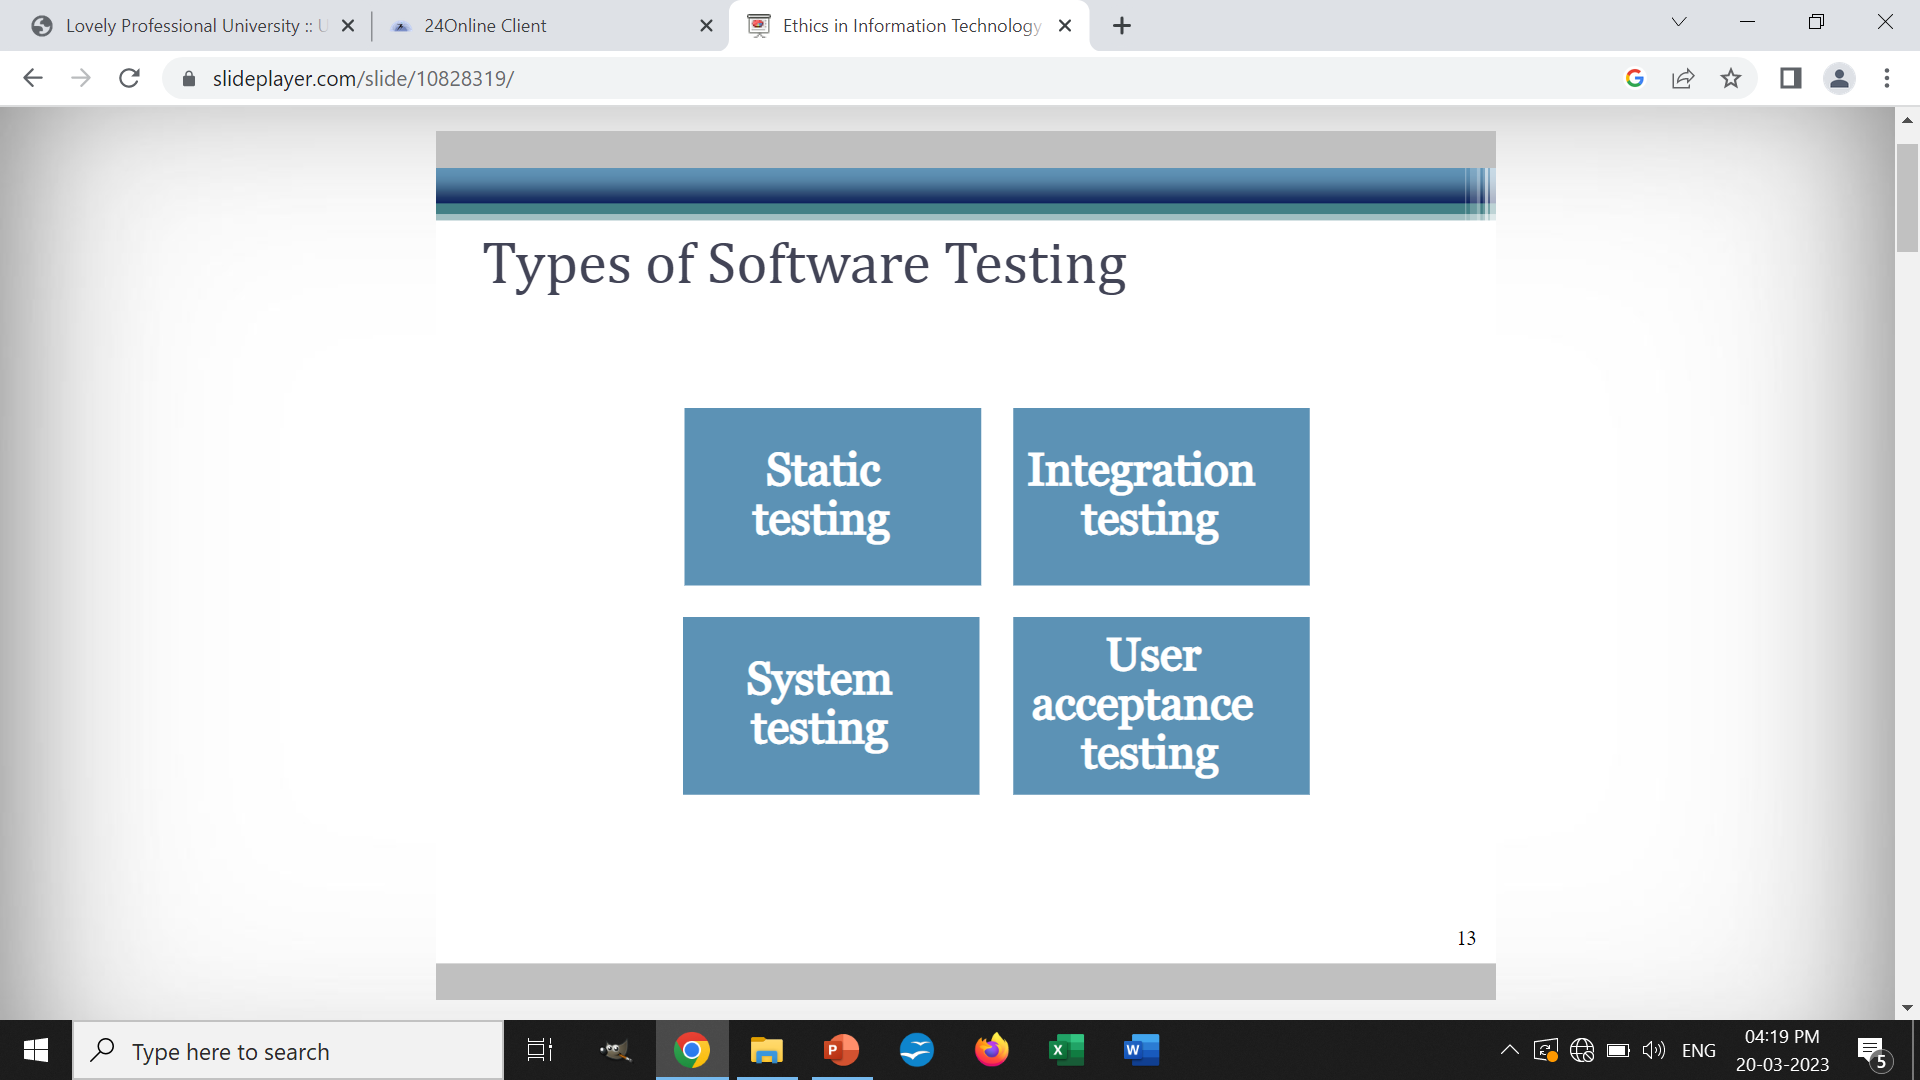 Lovely Professional University :: U
24Online Client
Ethics in Information Technology
slideplayer.com/slide/10828319/
Types of Software Testing
Static
testing
Integration
testing
System
testing
User
acceptance
testing
13
Type here to search
ENG
04:19 PM
20-03-2023
5